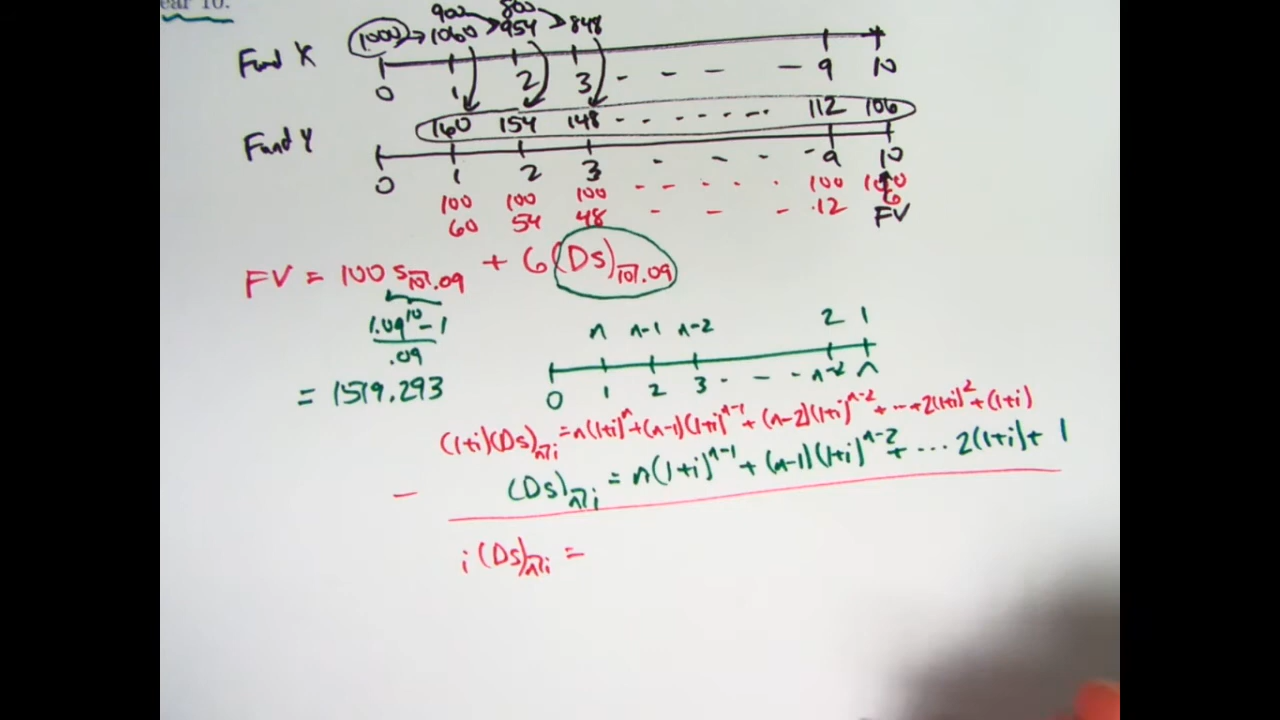 ear 10.
900 800
1000 → 1060 → 954 → 848
Fund X
0 1 2 3 - - - - 9 10
160 154 148 - - - - - - 112 106
Fund Y
0 1 2 3 - - - - 9 10
100 100 100 - - - - - 100 100
60 54 48 - - - 12 6
FV
FV = 100 s₁₀˥.09 + 6(Ds)₁₀˥.09
1.09¹⁰ - 1
.09
= 1519.293
n n-1 n-2 2 1
0 1 2 3 - - - n-2 n
(1+i)(Ds)n˥i = n(1+i)^n + (n-1)(1+i)^n-1 + (n-2)(1+i)^n-2 + ... + 2(1+i)^2 + (1+i)
- (Ds)n˥i = n(1+i)^n-1 + (n-1)(1+i)^n-2 + ... 2(1+i) + 1
i(Ds)n˥i =